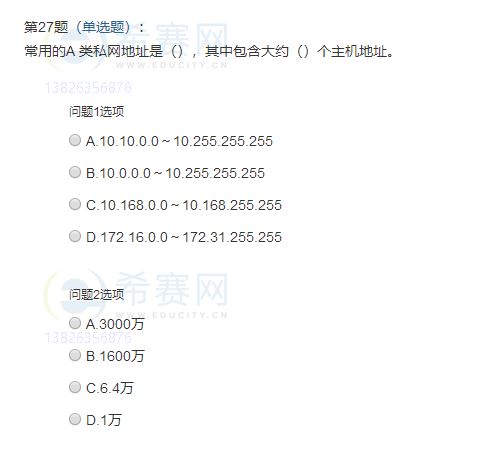 第27题（单选题）：
常用的A 类私网地址是（），其中包含大约（）个主机地址。
希赛网
WWW.EDUCITY.CN
13826356876
问题1选项
A.10.10.0.0～10.255.255.255
B.10.0.0.0～10.255.255.255
C.10.168.0.0～10.168.255.255
D.172.16.0.0～172.31.255.255
希赛网
问题2选项
WWW.EDUCITY.CN
A.3000万
13826356876
B.1600万
C.6.4万
D.1万